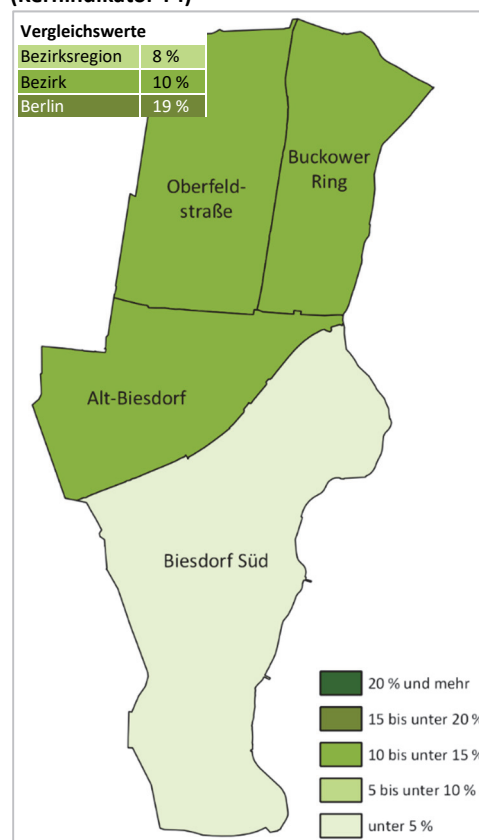 Vergleichswerte
Bezirksregion 8 %
Bezirk 10 %
Berlin 19 %
Buckower
Ring
Oberfeld-
straße
Alt-Biesdorf
Biesdorf Süd
20 % und mehr
15 bis unter 20 %
10 bis unter 15 %
5 bis unter 10 %
unter 5 %